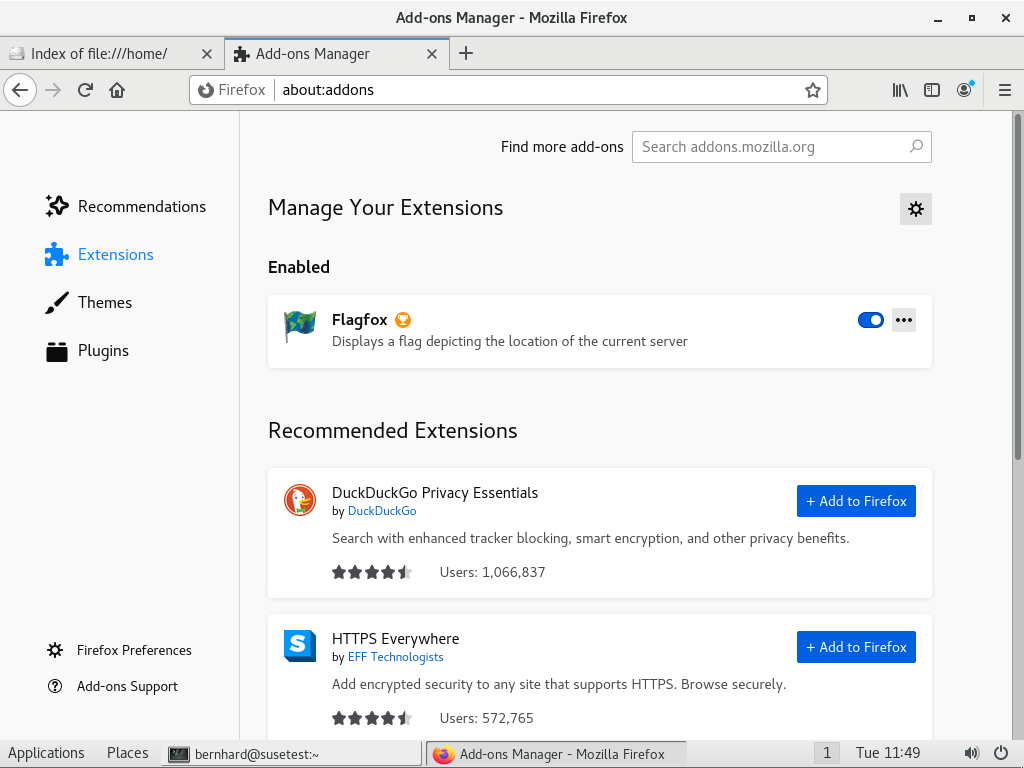 Add-ons Manager - Mozilla Firefox
Index of file:///home/
Add-ons Manager
Firefox
about:addons
Find more add-ons
Search addons.mozilla.org
Recommendations
Extensions
Themes
Plugins
Firefox Preferences
Add-ons Support
Manage Your Extensions
Enabled
Flagfox
Displays a flag depicting the location of the current server
Recommended Extensions
DuckDuckGo Privacy Essentials
by DuckDuckGo
+ Add to Firefox
Search with enhanced tracker blocking, smart encryption, and other privacy benefits.
Users: 1,066,837
S
HTTPS Everywhere
by EFF Technologists
+ Add to Firefox
Add encrypted security to any site that supports HTTPS. Browse securely.
Users: 572,765
Applications
Places
bernhard@susetest:~
Add-ons Manager - Mozilla Firefox
1
Tue 11:49